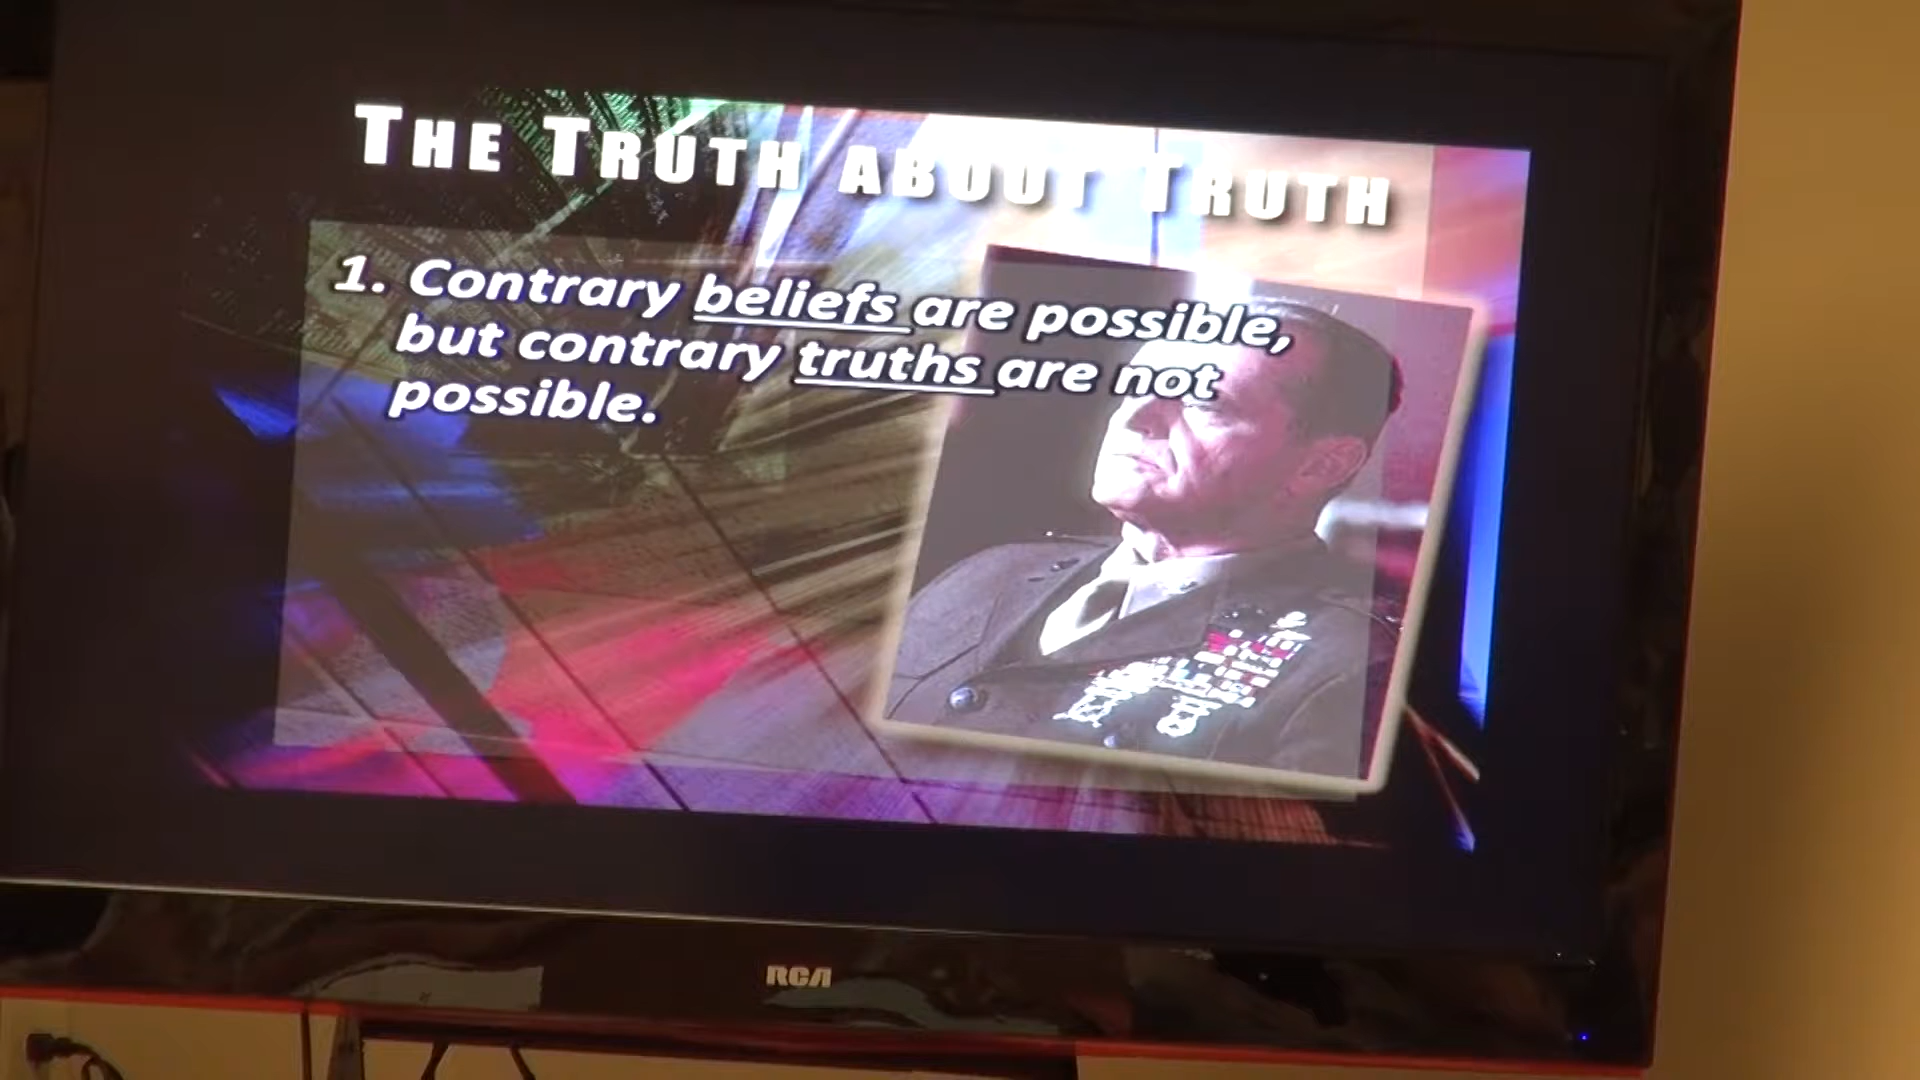 THE TRUTH ABOUT TRUTH
1. Contrary beliefs are possible,
but contrary truths are not
possible.
RCA